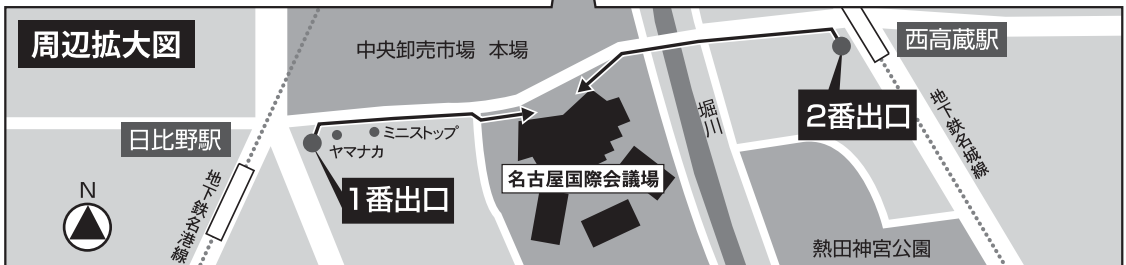 周辺拡大図
中央卸売市場 本場
西高蔵駅
2番出口
地下鉄名城線
堀川
日比野駅
ミニストップ
ヤマナカ
1番出口
名古屋国際会議場
N
地下鉄名港線
熱田神宮公園